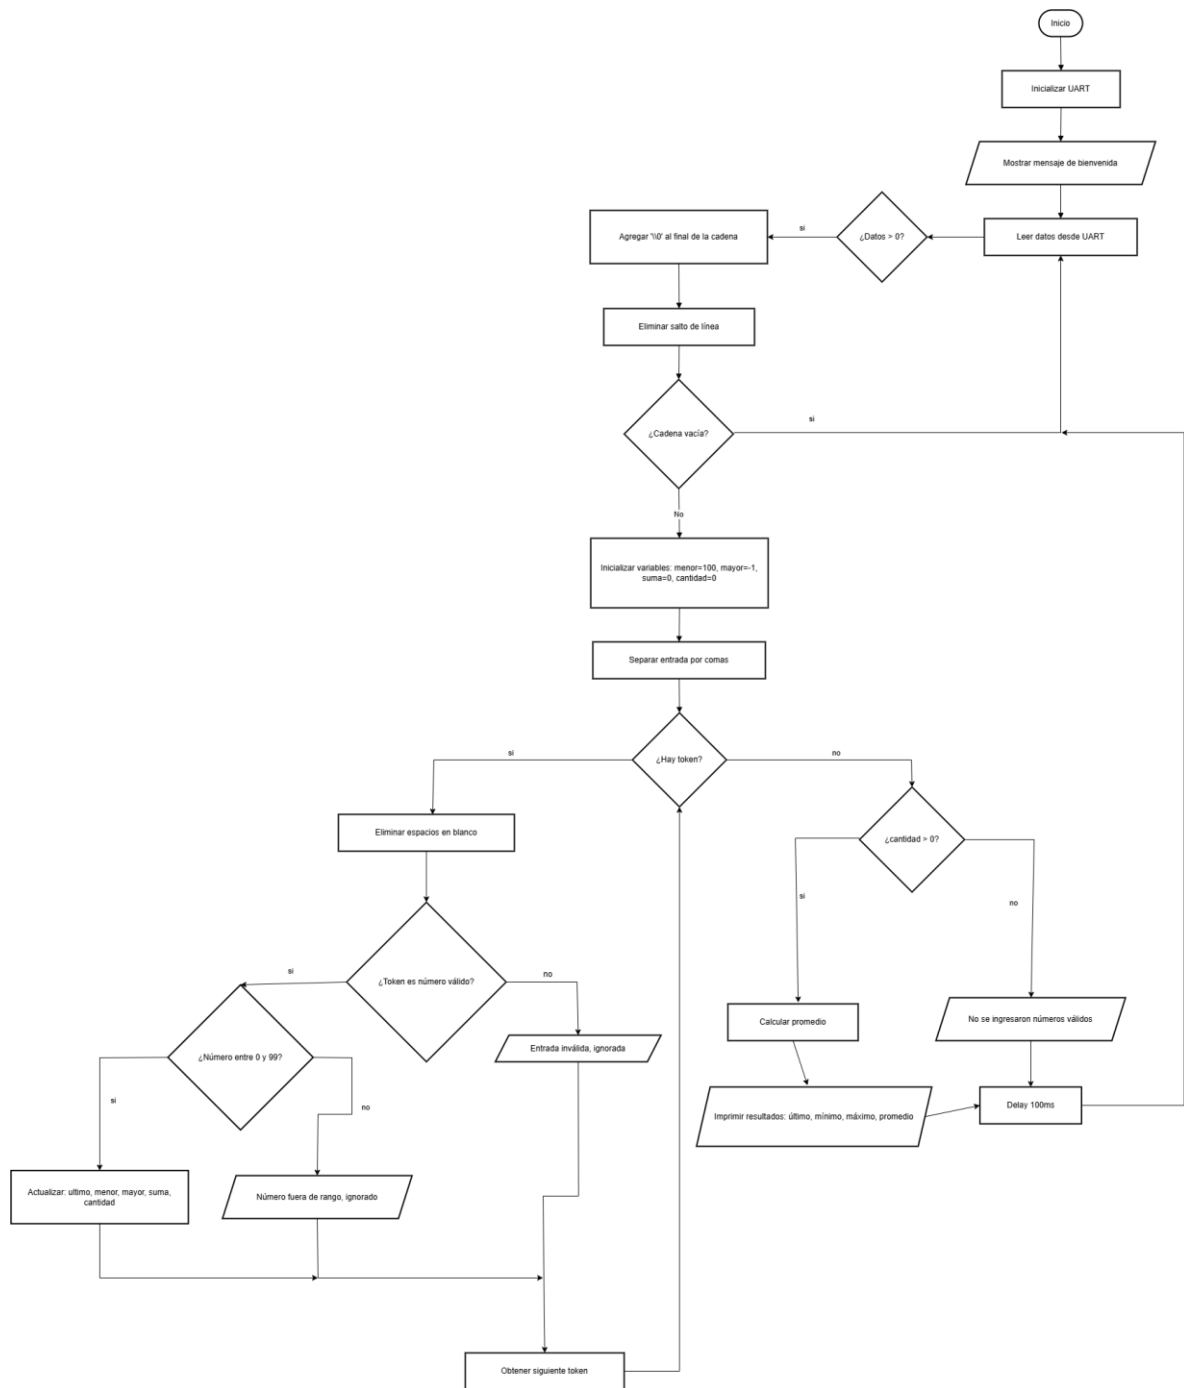 Inicio
Inicializar UART
Mostrar mensaje de bienvenida
Leer datos desde UART
¿Datos > 0?
si
Agregar '\\0' al final de la cadena
Eliminar salto de línea
¿Cadena vacía?
si
No
Inicializar variables: menor=100, mayor=-1,
suma=0, cantidad=0
Separar entrada por comas
¿Hay token?
si
no
Eliminar espacios en blanco
¿cantidad > 0?
si
no
¿Token es número válido?
si
no
Calcular promedio
No se ingresaron números válidos
¿Número entre 0 y 99?
Entrada inválida, ignorada
si
no
Imprimir resultados: último, mínimo, máximo, promedio
Delay 100ms
Actualizar: ultimo, menor, mayor, suma,
cantidad
Número fuera de rango, ignorado
Obtener siguiente token